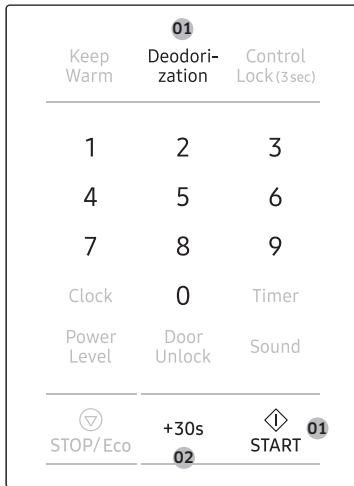 01
Keep Deodori- Control
Warm zation Lock (3 sec)
1 2 3
4 5 6
7 8 9
Clock 0 Timer
Power Door Sound
Level Unlock
STOP/Eco +30s START 01
02